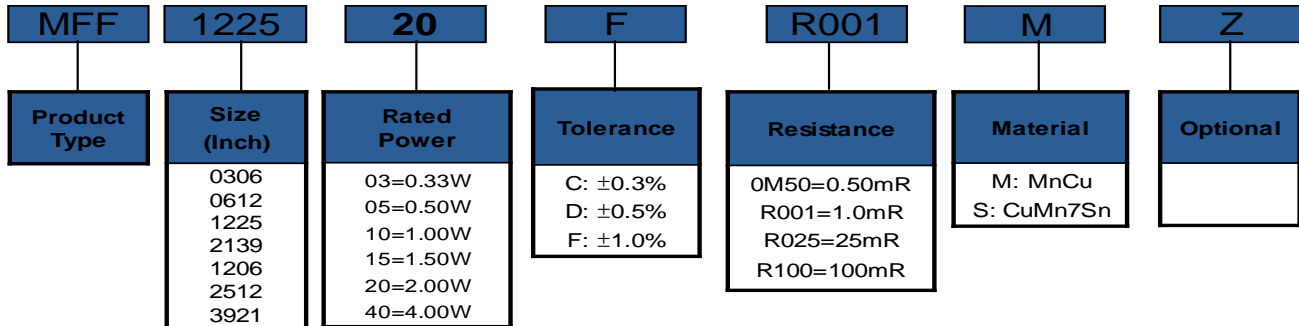 MFF 1225 20 F R001 M Z
Product
Type
Size
(Inch)
0306
0612
1225
2139
1206
2512
3921
Rated
Power
03=0.33W
05=0.50W
10=1.00W
15=1.50W
20=2.00W
40=4.00W
Tolerance
C: ±0.3%
D: ±0.5%
F: ±1.0%
Resistance
0M50=0.50mR
R001=1.0mR
R025=25mR
R100=100mR
Material
M: MnCu
S: CuMn7Sn
Optional